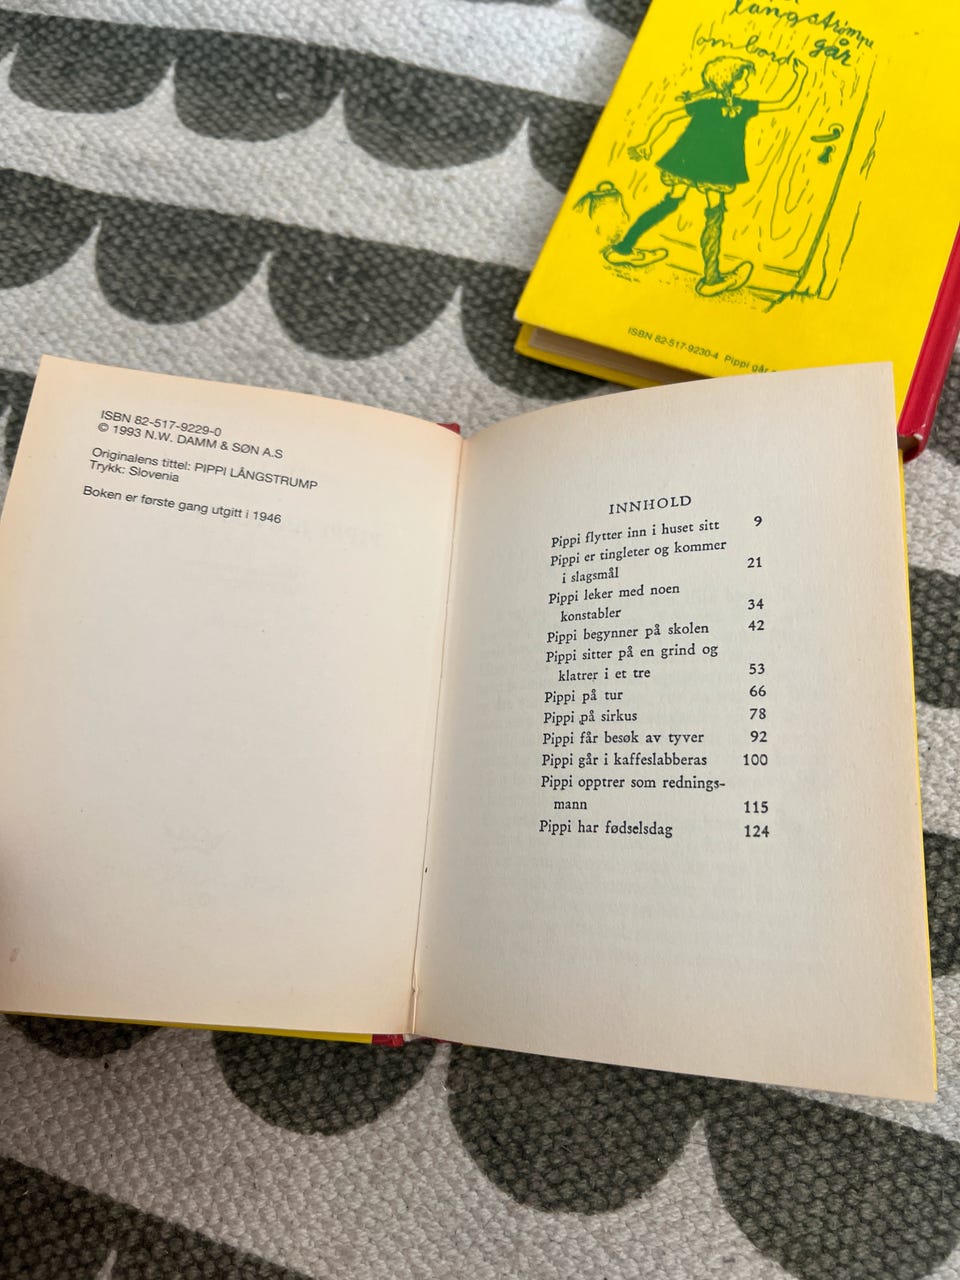 langstrømpe
går
ombord
ISBN 82-517-9230-4 Pippi går
ISBN 82-517-9229-0
© 1993 N.W. DAMM & SØN A.S
Originalens tittel: PIPPI LÅNGSTRUMP
Trykk: Slovenia
Boken er første gang utgitt i 1946
INNHOLD
Pippi flytter inn i huset sitt 9
Pippi er tingleter og kommer
i slagsmål 21
Pippi leker med noen
konstabler 34
Pippi begynner på skolen 42
Pippi sitter på en grind og
klatrer i et tre 53
Pippi på tur 66
Pippi på sirkus 78
Pippi får besøk av tyver 92
Pippi går i kaffeslabberas 100
Pippi opptrer som rednings-
mann 115
Pippi har fødselsdag 124